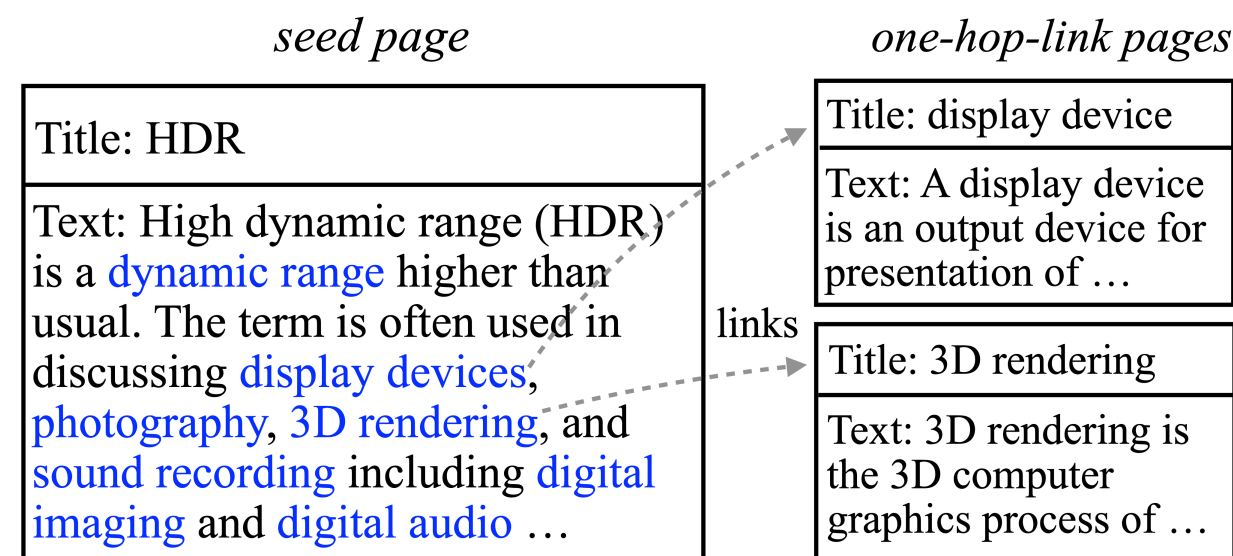 seed page
Title: HDR
Text: High dynamic range (HDR)
is a dynamic range higher than
usual. The term is often used in
discussing display devices,
photography, 3D rendering, and
sound recording including digital
imaging and digital audio …
links
one-hop-link pages
Title: display device
Text: A display device
is an output device for
presentation of …
Title: 3D rendering
Text: 3D rendering is
the 3D computer
graphics process of …